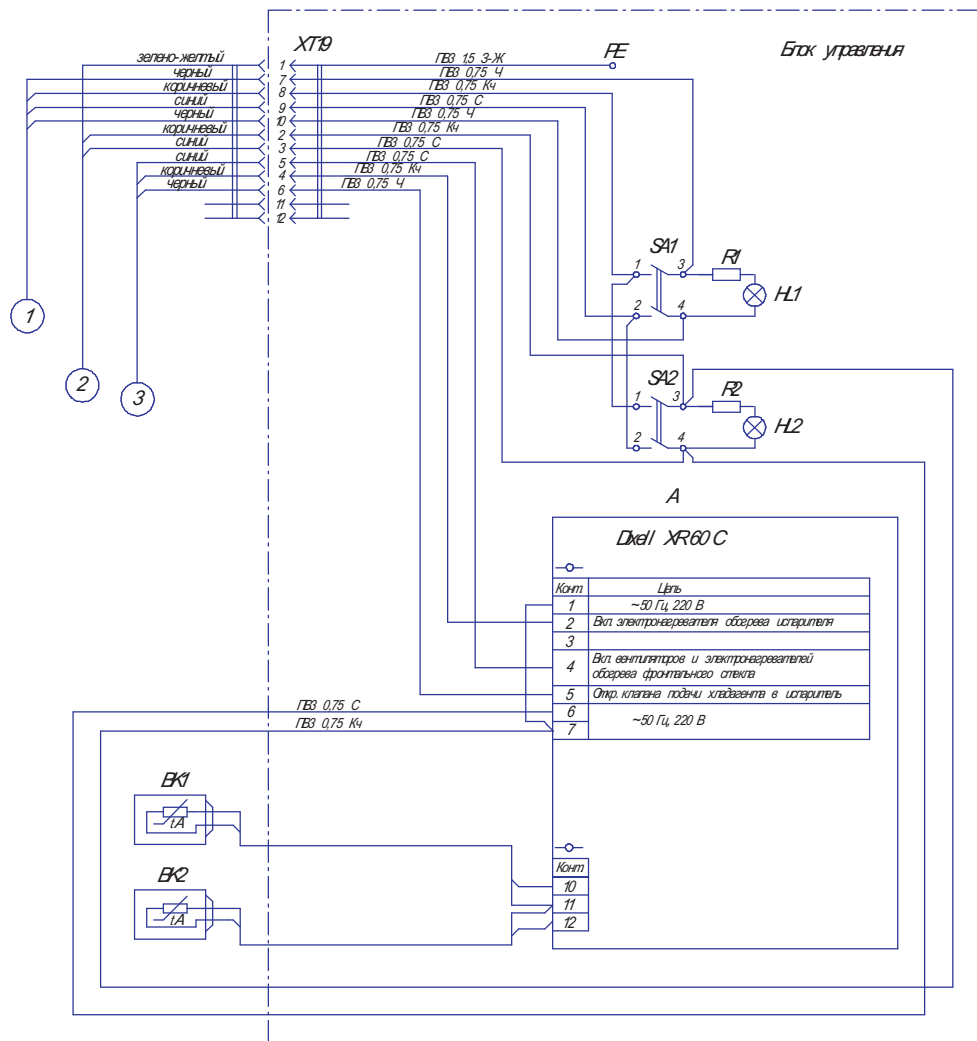 Блок управления
XT19
PE
зелено-желтый 1 ПВ3 1,5 З-Ж
черный 7 ПВ3 0,75 Ч
коричневый 8 ПВ3 0,75 Кч
синий 9 ПВ3 0,75 С
черный 10 ПВ3 0,75 Ч
коричневый 2 ПВ3 0,75 Кч
синий 3 ПВ3 0,75 С
синий 5 ПВ3 0,75 С
коричневый 4 ПВ3 0,75 Кч
черный 6 ПВ3 0,75 Ч
11
12
SA1
R1
1 3
HL1
2 4
1
2
3
SA2
R2
1 3
HL2
2 4
A
Dixell XR60 C
Конт Цепь
1 ~50 Гц, 220 В
2 Вкл. электронагревателя обогрева испарителя
3
4 Вкл. вентиляторов и электронагревателей
обогрева фронтального стекла
5 Откр. клапана подачи хладагента в испаритель
6
7 ~50 Гц, 220 В
ПВ3 0,75 С
ПВ3 0,75 Кч
BK1
tA
BK2
tA
Конт
10
11
12